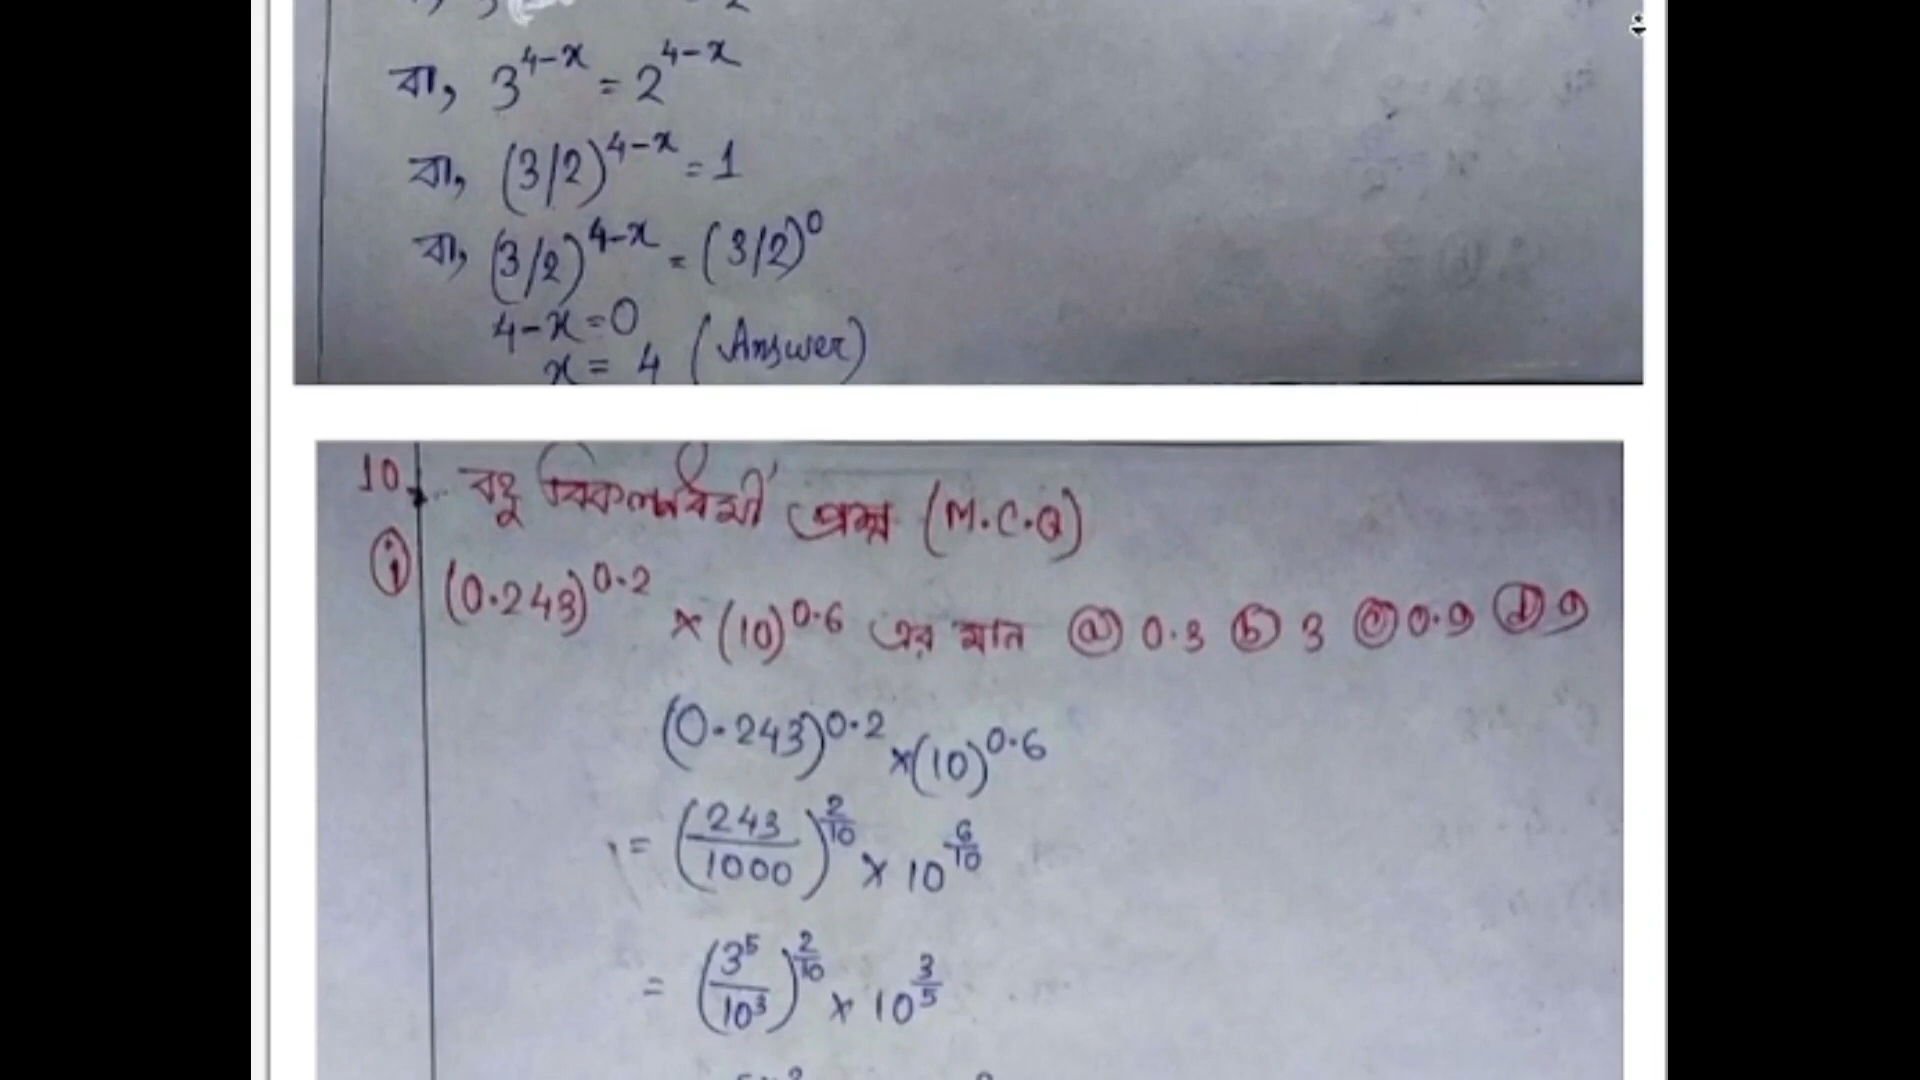 বা, 3^{4-x} = 2^{4-x}
বা, (3/2)^{4-x} = 1
বা, (3/2)^{4-x} = (3/2)^0
4-x=0
x = 4 (Answer)
10. বহু বিকল্পধর্মী প্রশ্ন (M.C.Q)
(i) (0.243)^{0.2} × (10)^{0.6} এর মান (a) 0.3 (b) 3 (c) 0.9 (d) 9
(0.243)^{0.2} × (10)^{0.6}
= (243/1000)^{2/10} × 10^{6/10}
= (3^5/10^3)^{2/10} × 10^{3/5}